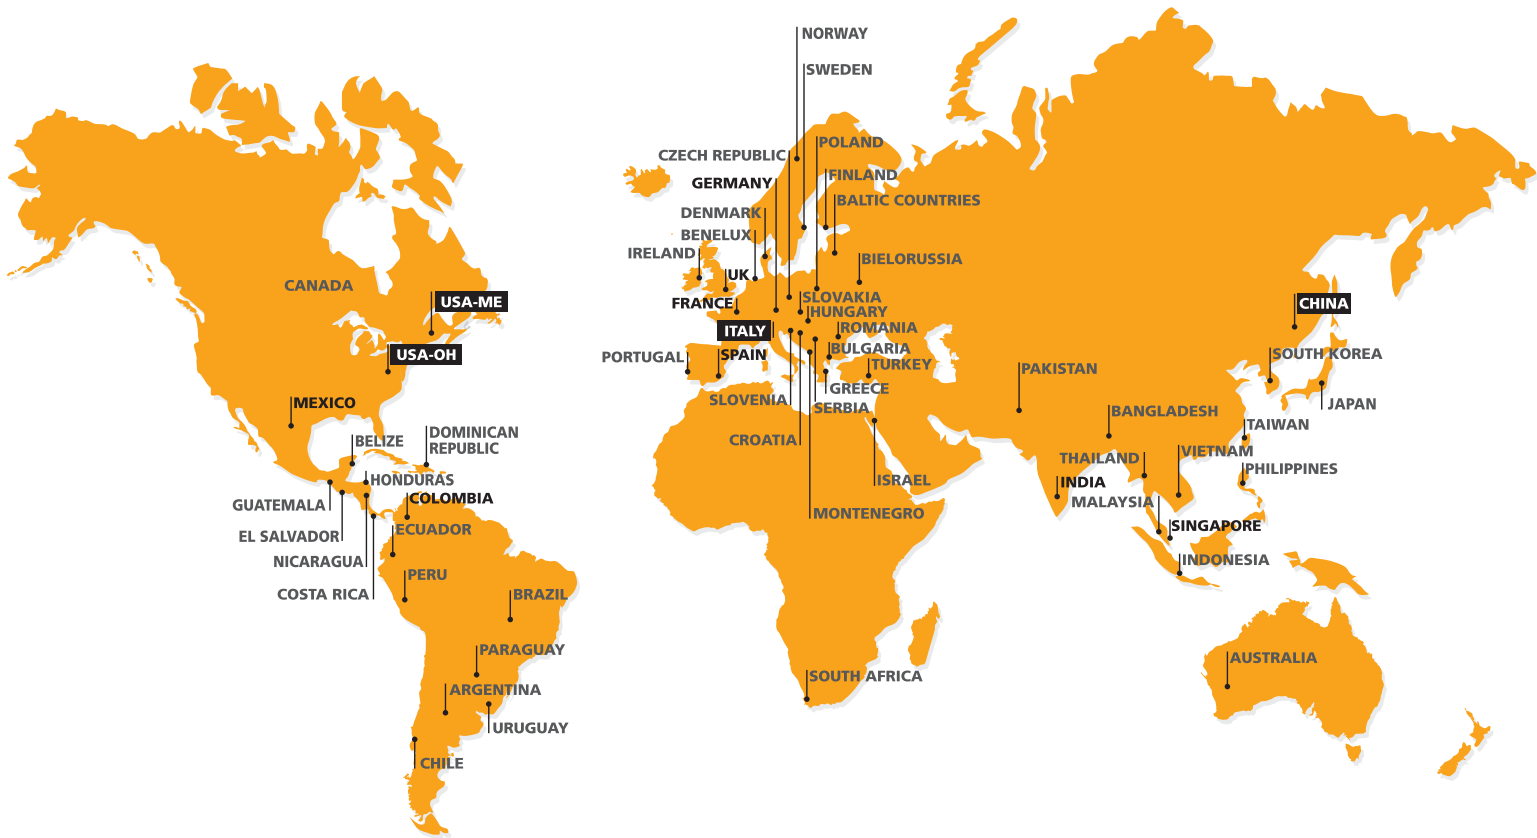 NORWAY
SWEDEN
POLAND
CZECH REPUBLIC
FINLAND
GERMANY
BALTIC COUNTRIES
DENMARK
BENELUX
IRELAND
BIELORUSSIA
UK
CANADA
USA-ME
FRANCE
SLOVAKIA
CHINA
HUNGARY
ITALY
ROMANIA
USA-OH
PORTUGAL
SPAIN
BULGARIA
SOUTH KOREA
TURKEY
PAKISTAN
GREECE
MEXICO
SLOVENIA
SERBIA
JAPAN
BANGLADESH
TAIWAN
DOMINICAN
REPUBLIC
BELIZE
CROATIA
VIETNAM
THAILAND
PHILIPPINES
HONDURAS
ISRAEL
INDIA
COLOMBIA
MALAYSIA
GUATEMALA
MONTENEGRO
SINGAPORE
ECUADOR
EL SALVADOR
NICARAGUA
INDONESIA
PERU
COSTA RICA
BRAZIL
PARAGUAY
AUSTRALIA
SOUTH AFRICA
ARGENTINA
URUGUAY
CHILE